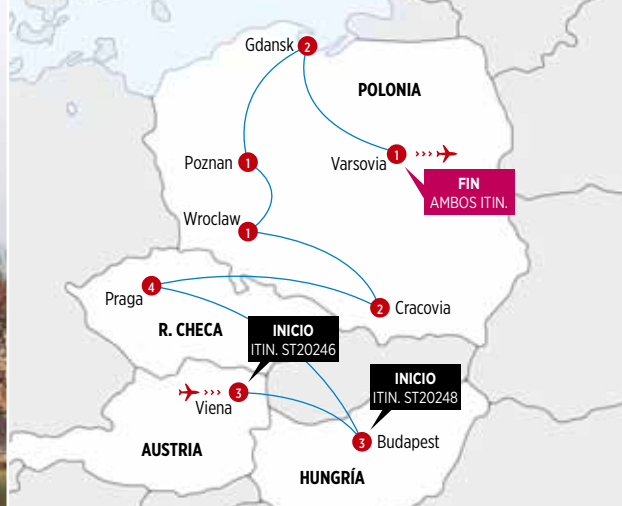 Gdansk
2
POLONIA
Poznan
1
Varsovia
1
FIN
AMBOS ITIN.
Wroclaw
1
4
Praga
2
Cracovia
R. CHECA
INICIO
ITIN. ST20246
3
Viena
INICIO
ITIN. ST20248
3
Budapest
AUSTRIA
HUNGRÍA